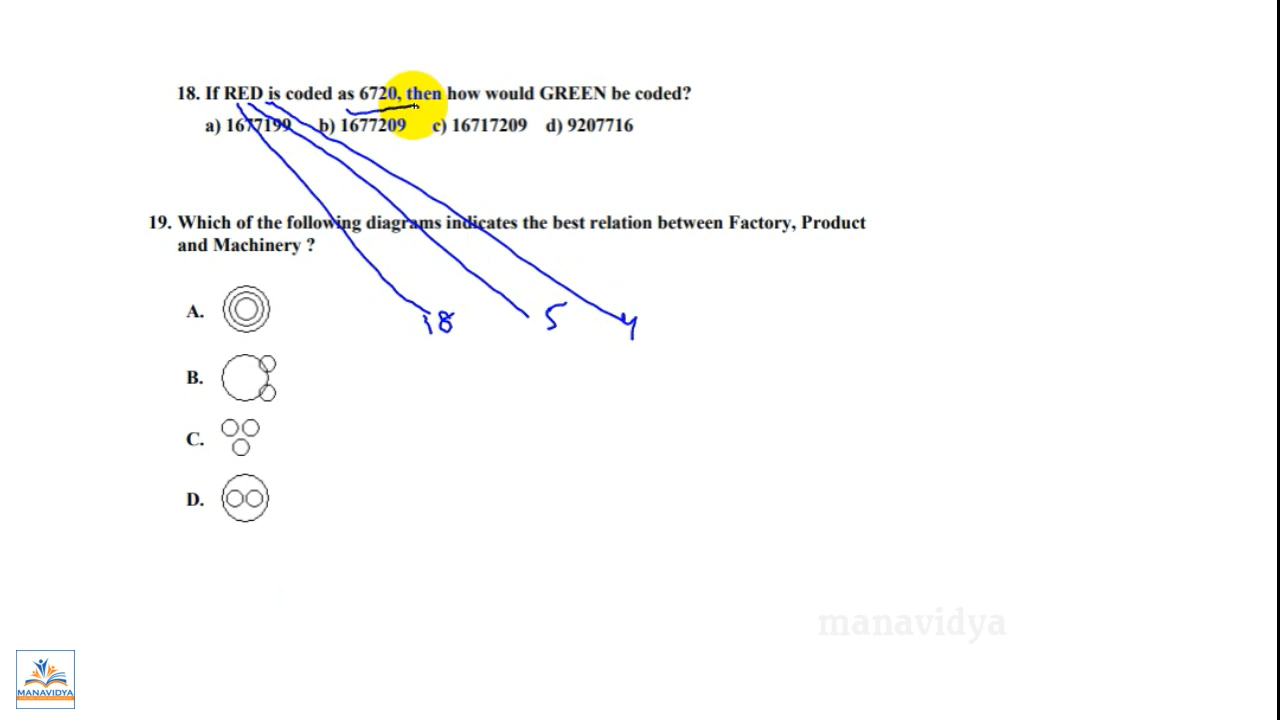 18. If RED is coded as 6720, then how would GREEN be coded?
a) 1677199 b) 1677209 c) 16717209 d) 9207716
19. Which of the following diagrams indicates the best relation between Factory, Product
and Machinery ?
A.
18 5 4
B.
C.
D.
manavidya
MANAVIDYA